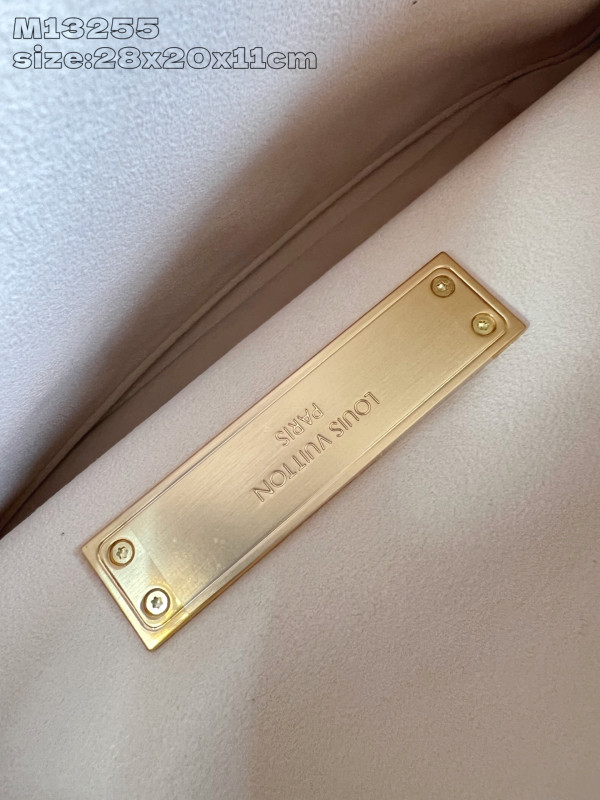 M13255
size:28x20x11cm
LOUIS VUITTON
PARIS